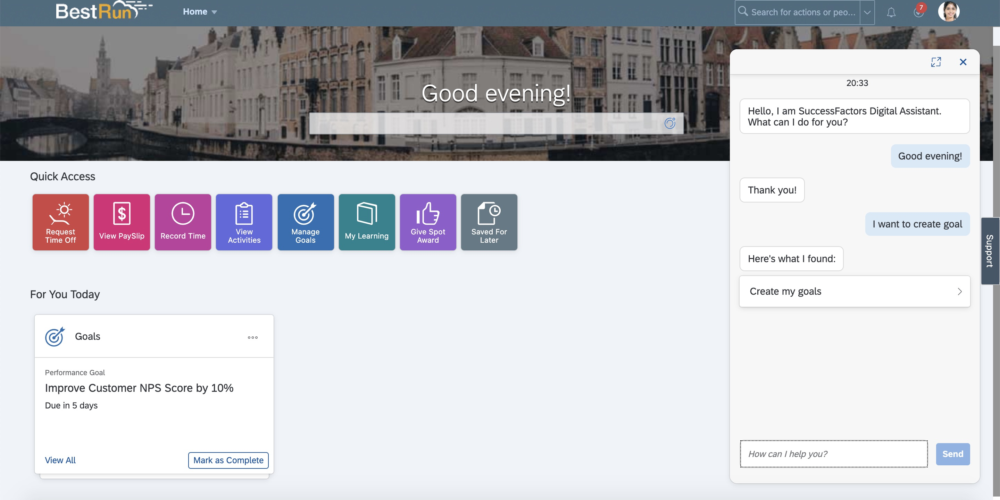 BestRun
Home
Search for actions or peo...
7
Good evening!
Quick Access
Request
Time Off
View PaySlip
Record Time
View
Activities
Manage
Goals
My Learning
Give Spot
Award
Saved For
Later
For You Today
Goals
Performance Goal
Improve Customer NPS Score by 10%
Due in 5 days
View All
Mark as Complete
20:33
Hello, I am SuccessFactors Digital Assistant.
What can I do for you?
Good evening!
Thank you!
I want to create goal
Here's what I found:
Create my goals
How can I help you?
Send
Support